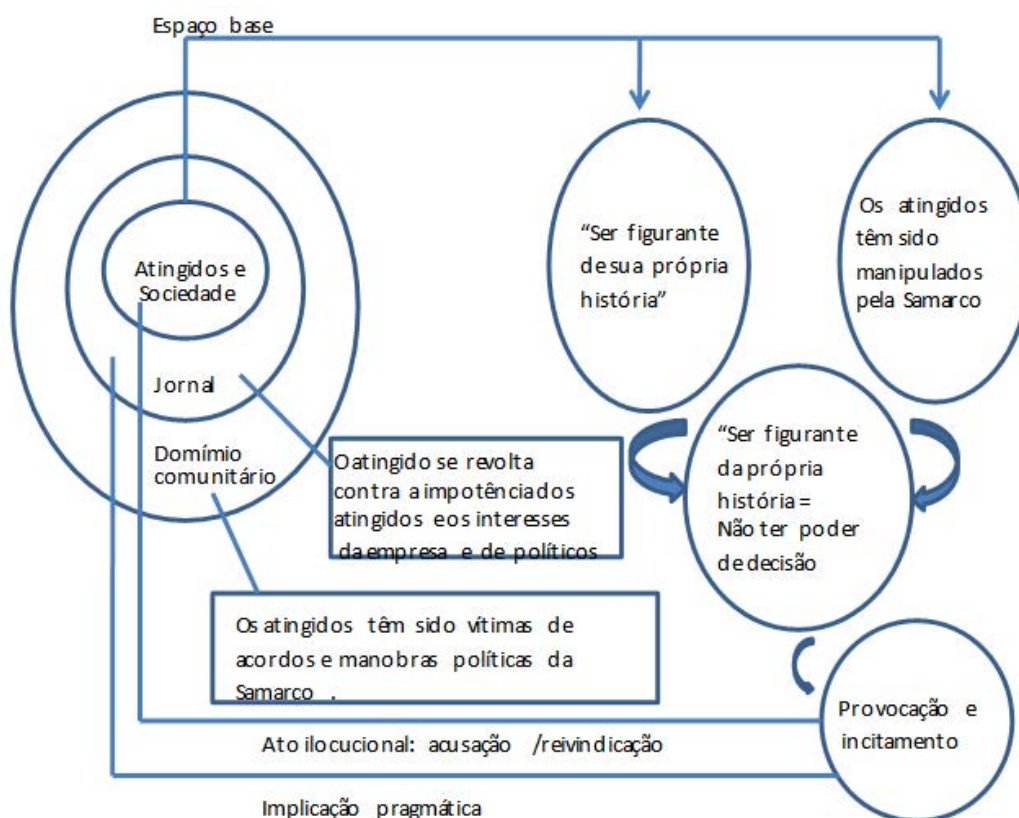 Espaço base
Atingidos e
Sociedade
Jornal
Domímio
comunitário
"Ser figurante
de sua própria
história"
Os atingidos
têm sido
manipulados
pela Samarco
"Ser figurante
da própria
história =
Não ter poder
de decisão
O atingido se revolta
contra a impotência dos
atingidos e os interesses
da empresa e de políticos
Os atingidos têm sido vítimas de
acordos e manobras políticas da
Samarco .
Provocação e
incitamento
Ato ilocucional: acusação /reivindicação
Implicação pragmática